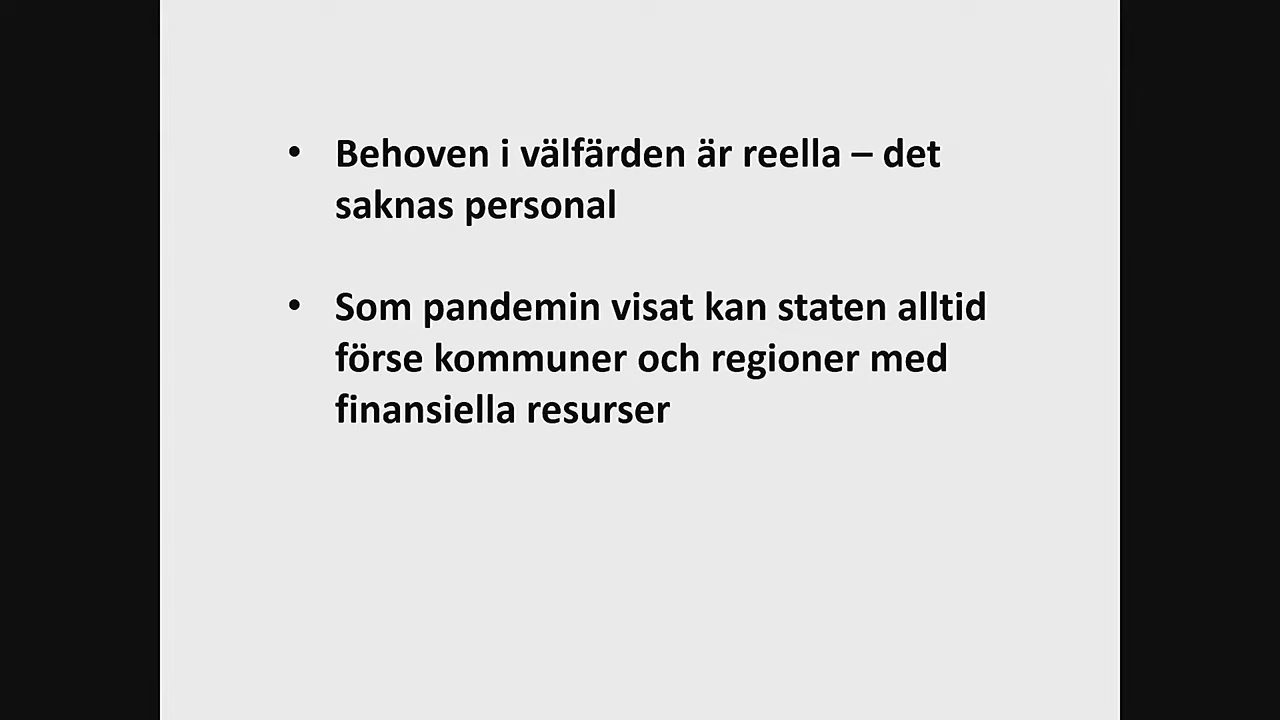 • Behoven i välfärden är reella – det
saknas personal
• Som pandemin visat kan staten alltid
förse kommuner och regioner med
finansiella resurser